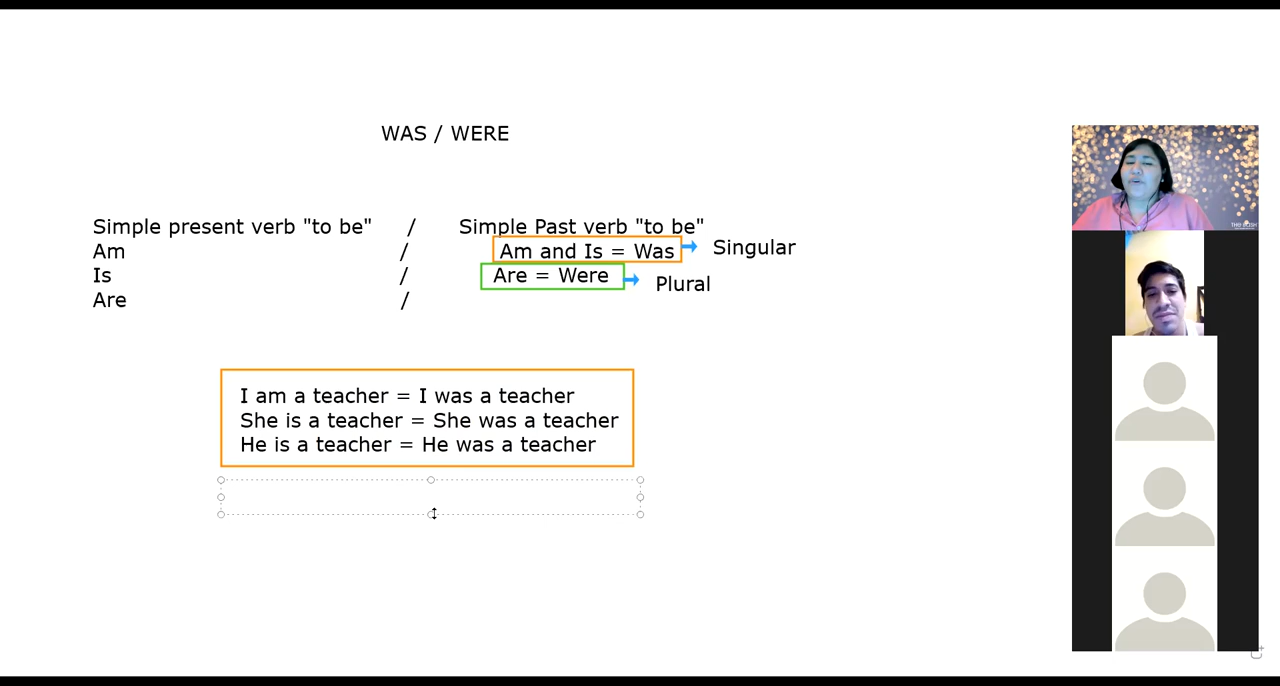 WAS / WERE
Simple present verb "to be" / Simple Past verb "to be"
Am / Am and Is = Was Singular
Is / Are = Were Plural
Are /
I am a teacher = I was a teacher
She is a teacher = She was a teacher
He is a teacher = He was a teacher